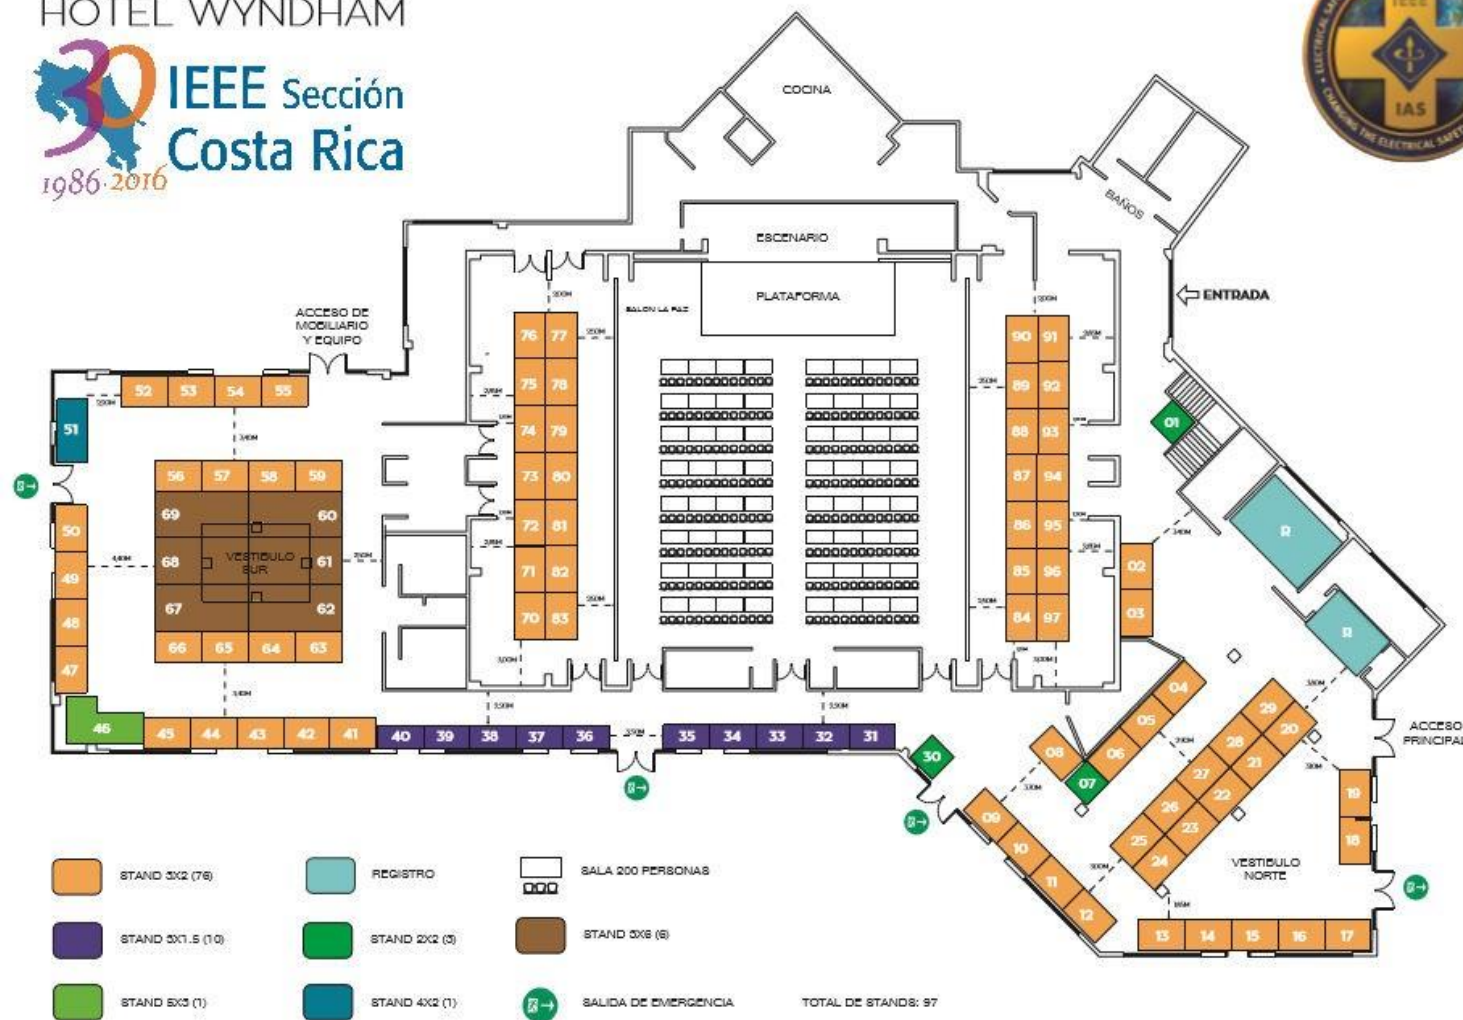 HOTEL WYNDHAM
30 IEEE Sección
Costa Rica
1986-2016
IEEE
IAS
COCINA
BAÑOS
ESCENARIO
PLATAFORMA
SALON LA PAZ
ENTRADA
ACCESO DE
MOBILIARIO
Y EQUIPO
52 53 54 55
51
56 57 58 59
69 60
68 VESTIBULO 61
SUR
67 62
66 65 64 63
50
49
48
47
46 45 44 43 42 41
40 39 38 37 36
35 34 33 32 31
76 77
75 78
74 79
73 80
72 81
71 82
70 83
90 91
89 92
88 93
87 94
86 95
85 96
84 97
01
R
R
02
03
04
05
06
07
08
30
09
10
11
12
29
20
28
21
27
22
26
23
25
24
19
18
13 14 15 16 17
VESTIBULO
NORTE
ACCESO
PRINCIPAL
STAND 3X2 (76)
REGISTRO
SALA 200 PERSONAS
STAND 3X1.5 (10)
STAND 2X2 (3)
STAND 3X6 (6)
STAND 5X3 (1)
STAND 4X2 (1)
SALIDA DE EMERGENCIA
TOTAL DE STANDS: 97